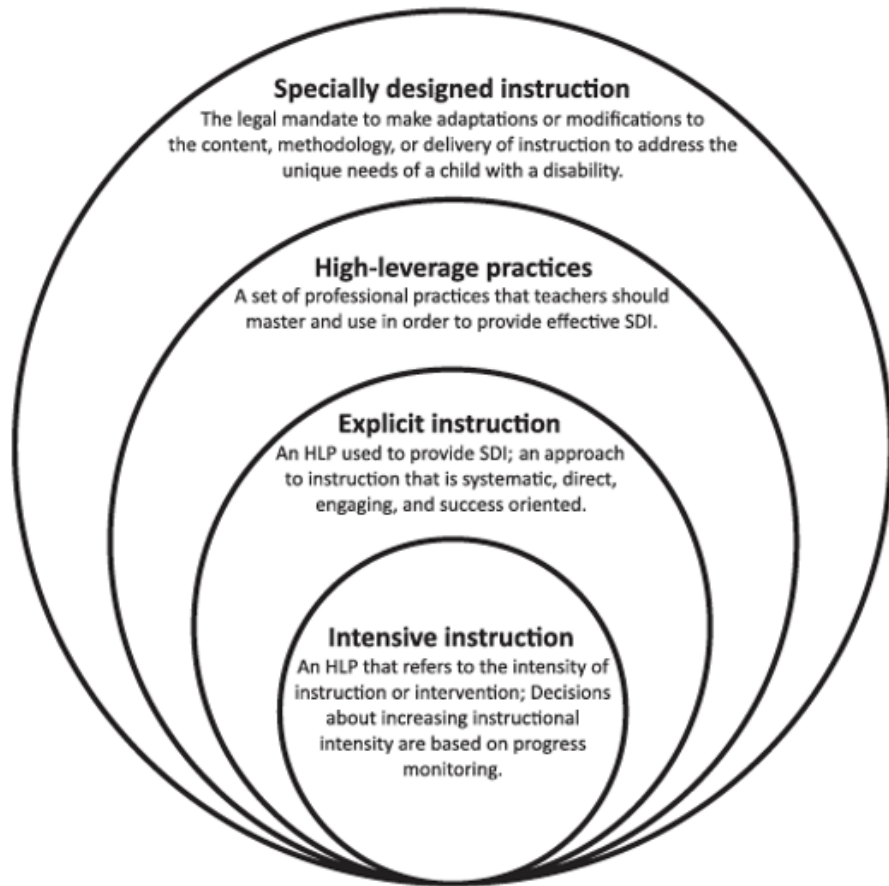 Specially designed instruction
The legal mandate to make adaptations or modifications to
the content, methodology, or delivery of instruction to address the
unique needs of a child with a disability.
High-leverage practices
A set of professional practices that teachers should
master and use in order to provide effective SDI.
Explicit instruction
An HLP used to provide SDI; an approach
to instruction that is systematic, direct,
engaging, and success oriented.
Intensive instruction
An HLP that refers to the intensity of
instruction or intervention; Decisions
about increasing instructional
intensity are based on progress
monitoring.